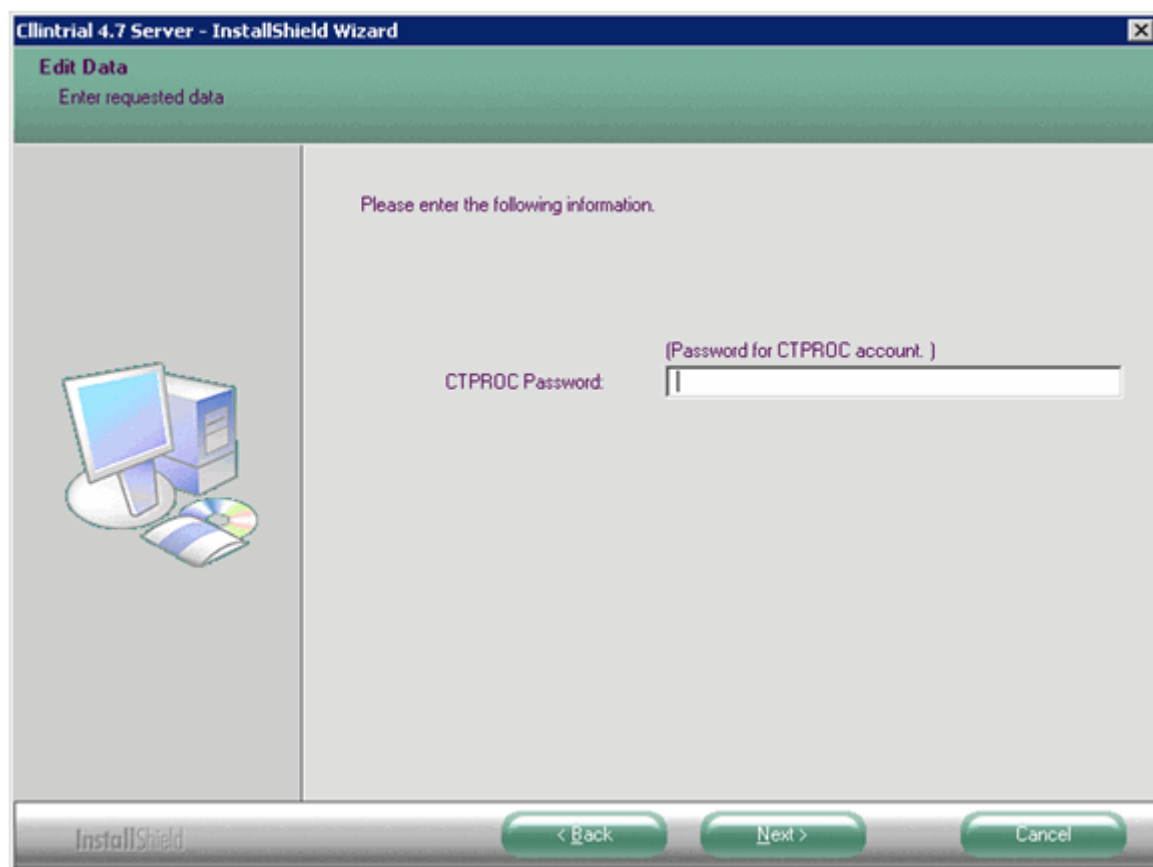 Cllintrial 4.7 Server - InstallShield Wizard
Edit Data
Enter requested data
Please enter the following information.
(Password for CTPROC account. )
CTPROC Password:
InstallShield
< Back
Next >
Cancel